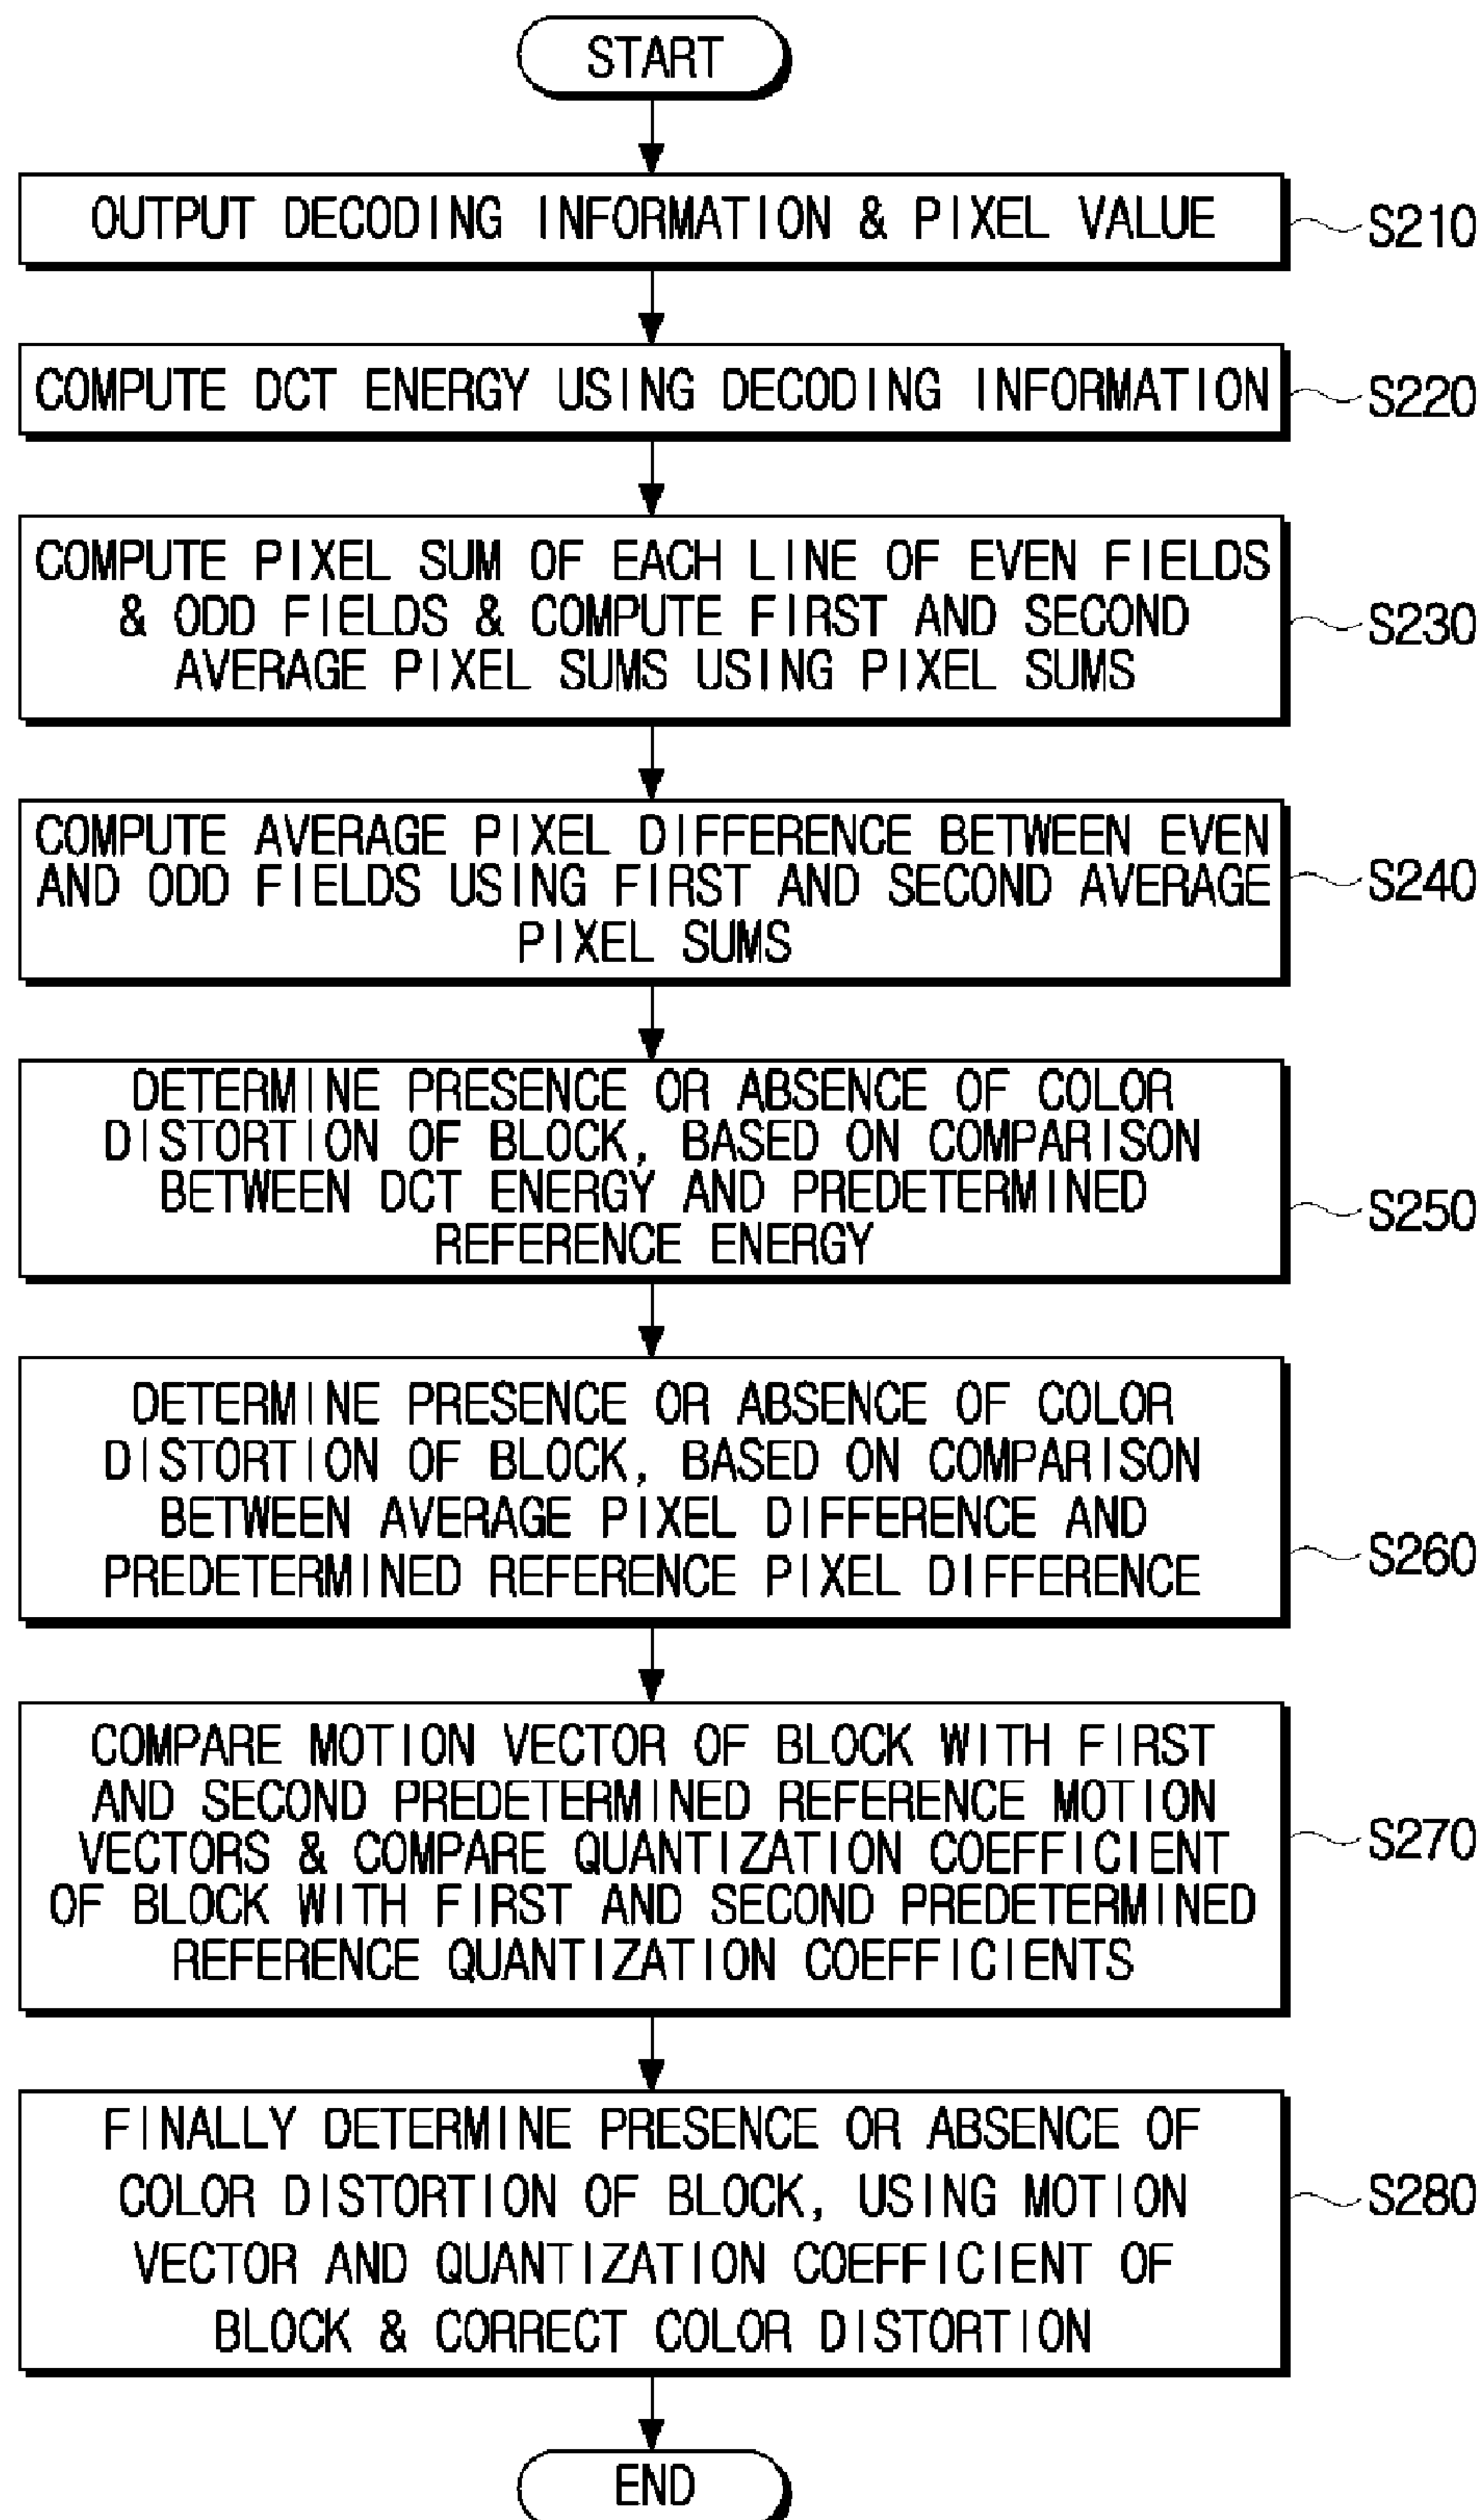 START
OUTPUT DECODING INFORMATION & PIXEL VALUE
S210
COMPUTE DCT ENERGY USING DECODING INFORMATION
S220
COMPUTE PIXEL SUM OF EACH LINE OF EVEN FIELDS
& ODD FIELDS & COMPUTE FIRST AND SECOND
AVERAGE PIXEL SUMS USING PIXEL SUMS
S230
COMPUTE AVERAGE PIXEL DIFFERENCE BETWEEN EVEN
AND ODD FIELDS USING FIRST AND SECOND AVERAGE
PIXEL SUMS
S240
DETERMINE PRESENCE OR ABSENCE OF COLOR
DISTORTION OF BLOCK, BASED ON COMPARISON
BETWEEN DCT ENERGY AND PREDETERMINED
REFERENCE ENERGY
S250
DETERMINE PRESENCE OR ABSENCE OF COLOR
DISTORTION OF BLOCK, BASED ON COMPARISON
BETWEEN AVERAGE PIXEL DIFFERENCE AND
PREDETERMINED REFERENCE PIXEL DIFFERENCE
S260
COMPARE MOTION VECTOR OF BLOCK WITH FIRST
AND SECOND PREDETERMINED REFERENCE MOTION
VECTORS & COMPARE QUANTIZATION COEFFICIENT
OF BLOCK WITH FIRST AND SECOND PREDETERMINED
REFERENCE QUANTIZATION COEFFICIENTS
S270
FINALLY DETERMINE PRESENCE OR ABSENCE OF
COLOR DISTORTION OF BLOCK, USING MOTION
VECTOR AND QUANTIZATION COEFFICIENT OF
BLOCK & CORRECT COLOR DISTORTION
S280
END